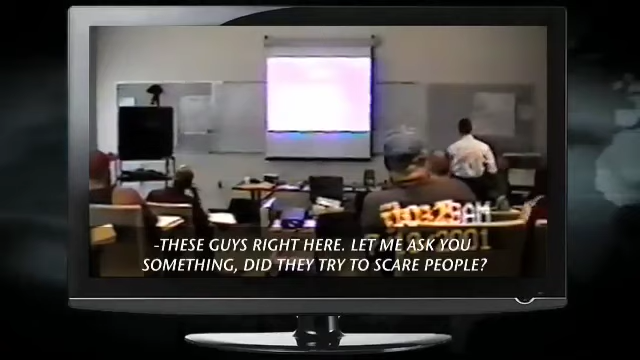 -THESE GUYS RIGHT HERE. LET ME ASK YOU
SOMETHING, DID THEY TRY TO SCARE PEOPLE?